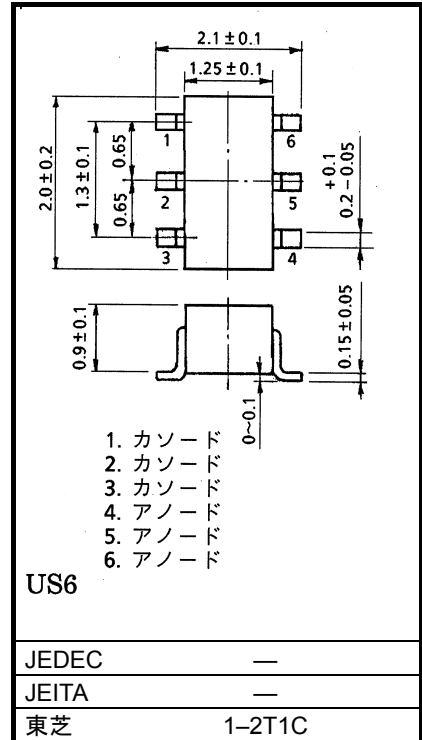 2.1±0.1
1.25±0.1
1
6
2
5
3
4
2.0±0.2
1.3±0.1
0.65
0.65
+0.1
0.2-0.05
0.9±0.1
0.15±0.05
0~0.1
1. カソード
2. カソード
3. カソード
4. アノード
5. アノード
6. アノード
US6
JEDEC —
JEITA —
東芝 1–2T1C